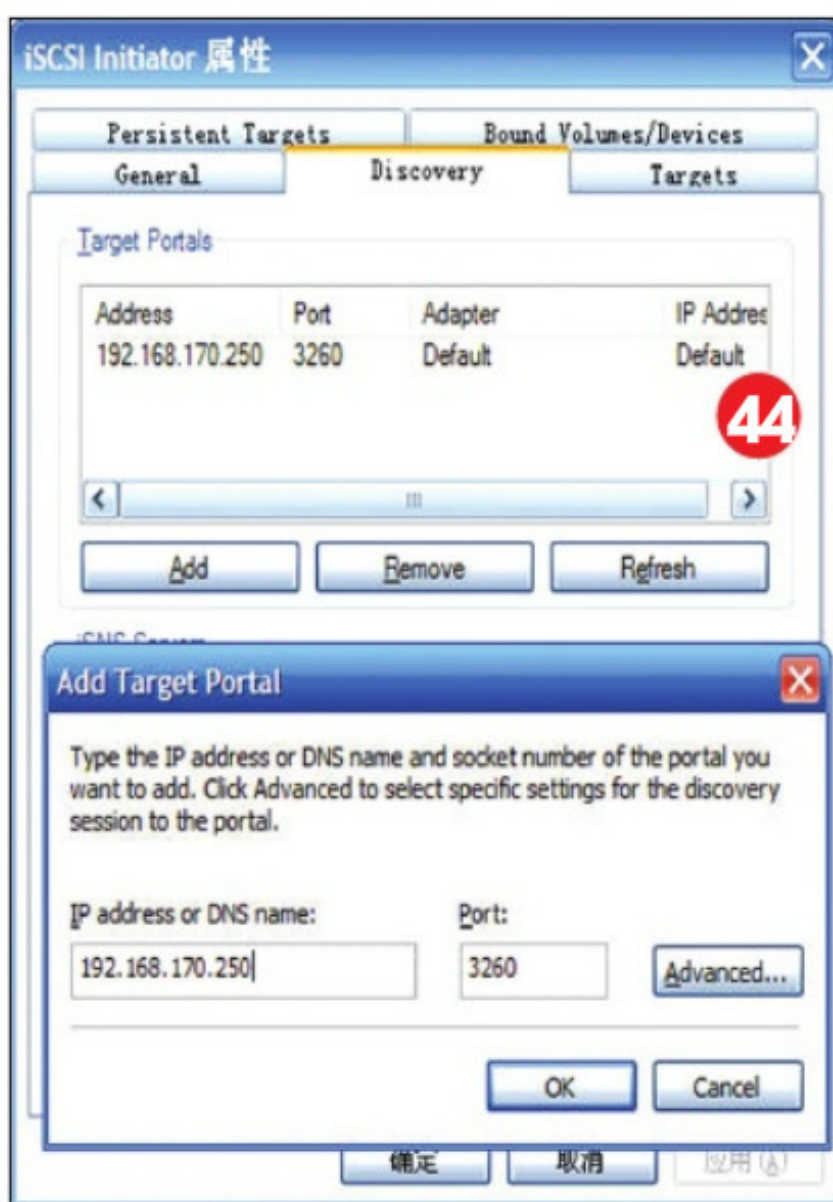 iSCSI Initiator 属性
Persistent Targets Bound Volumes/Devices
General Discovery Targets
Target Portals
Address Port Adapter IP Addres
192.168.170.250 3260 Default Default
44
Add Remove Refresh
iSNS Servers
Add Target Portal
Type the IP address or DNS name and socket number of the portal you
want to add. Click Advanced to select specific settings for the discovery
session to the portal.
IP address or DNS name: Port:
192.168.170.250 3260 Advanced...
OK Cancel
确定 取消 应用(A)